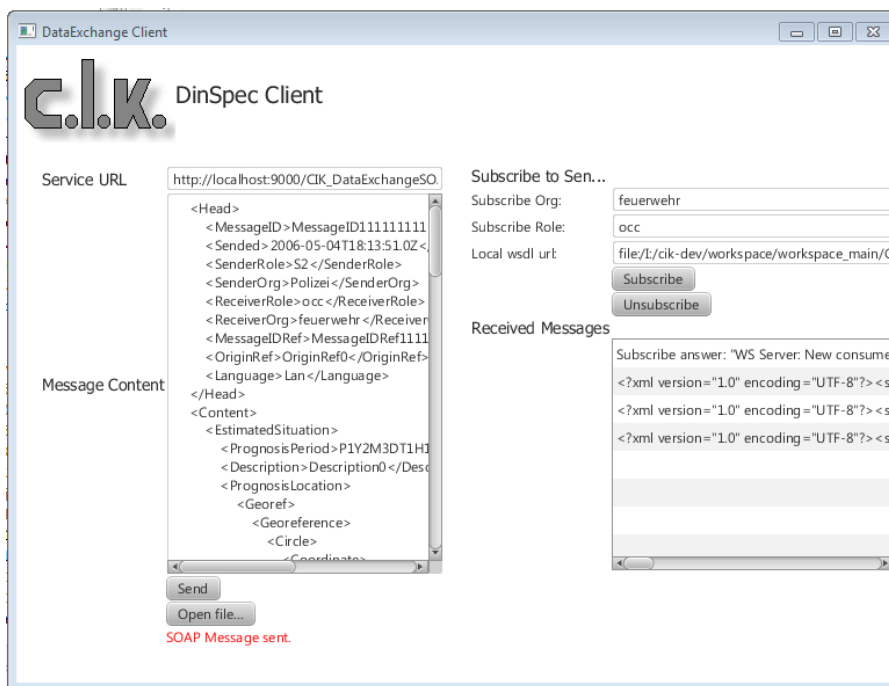 DataExchange Client
c.I.K.
DinSpec Client
Service URL
http://localhost:9000/CIK_DataExchangeSO
Message Content
<Head>
<MessageID>MessageID111111111
<Sended>2006-05-04T18:13:51.0Z</
<SenderRole>S2</SenderRole>
<SenderOrg>Polizei</SenderOrg>
<ReceiverRole>occ</ReceiverRole>
<ReceiverOrg>feuerwehr</Receiver
<MessageIDRef>MessageIDRef1111
<OriginRef>OriginRef0</OriginRef>
<Language>Lan</Language>
</Head>
<Content>
<EstimatedSituation>
<PrognosisPeriod>P1Y2M3DT1H1
<Description>Description0</Desc
<PrognosisLocation>
<Georef>
<Georeference>
<Circle>
<Coordinate>
Send
Open file...
SOAP Message sent.
Subscribe to Sen...
Subscribe Org:
feuerwehr
Subscribe Role:
occ
Local wsdl url:
file:/I:/cik-dev/workspace/workspace_main/C
Subscribe
Unsubscribe
Received Messages
Subscribe answer: "WS Server: New consume
<?xml version="1.0" encoding="UTF-8"?><s
<?xml version="1.0" encoding="UTF-8"?><s
<?xml version="1.0" encoding="UTF-8"?><s